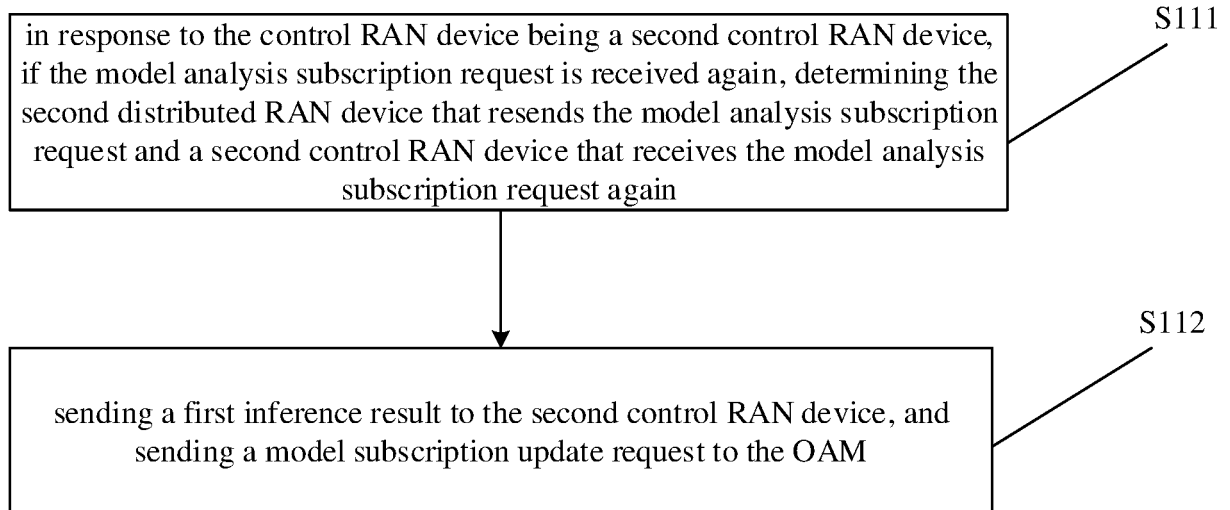 S111
in response to the control RAN device being a second control RAN device,
if the model analysis subscription request is received again, determining the
second distributed RAN device that resends the model analysis subscription
request and a second control RAN device that receives the model analysis
subscription request again
S112
sending a first inference result to the second control RAN device, and
sending a model subscription update request to the OAM